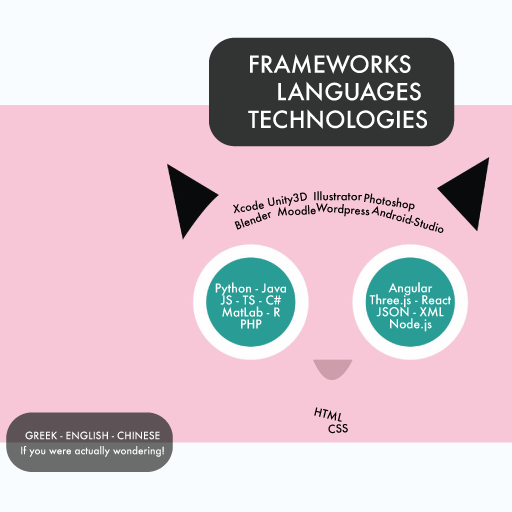 FRAMEWORKS
LANGUAGES
TECHNOLOGIES
Xcode Unity3D Illustrator Photoshop
Blender Moodle Wordpress Android-Studio
Python - Java
JS - TS - C#
MatLab - R
PHP
Angular
Three.js - React
JSON - XML
Node.js
HTML
CSS
GREEK - ENGLISH - CHINESE
If you were actually wondering!